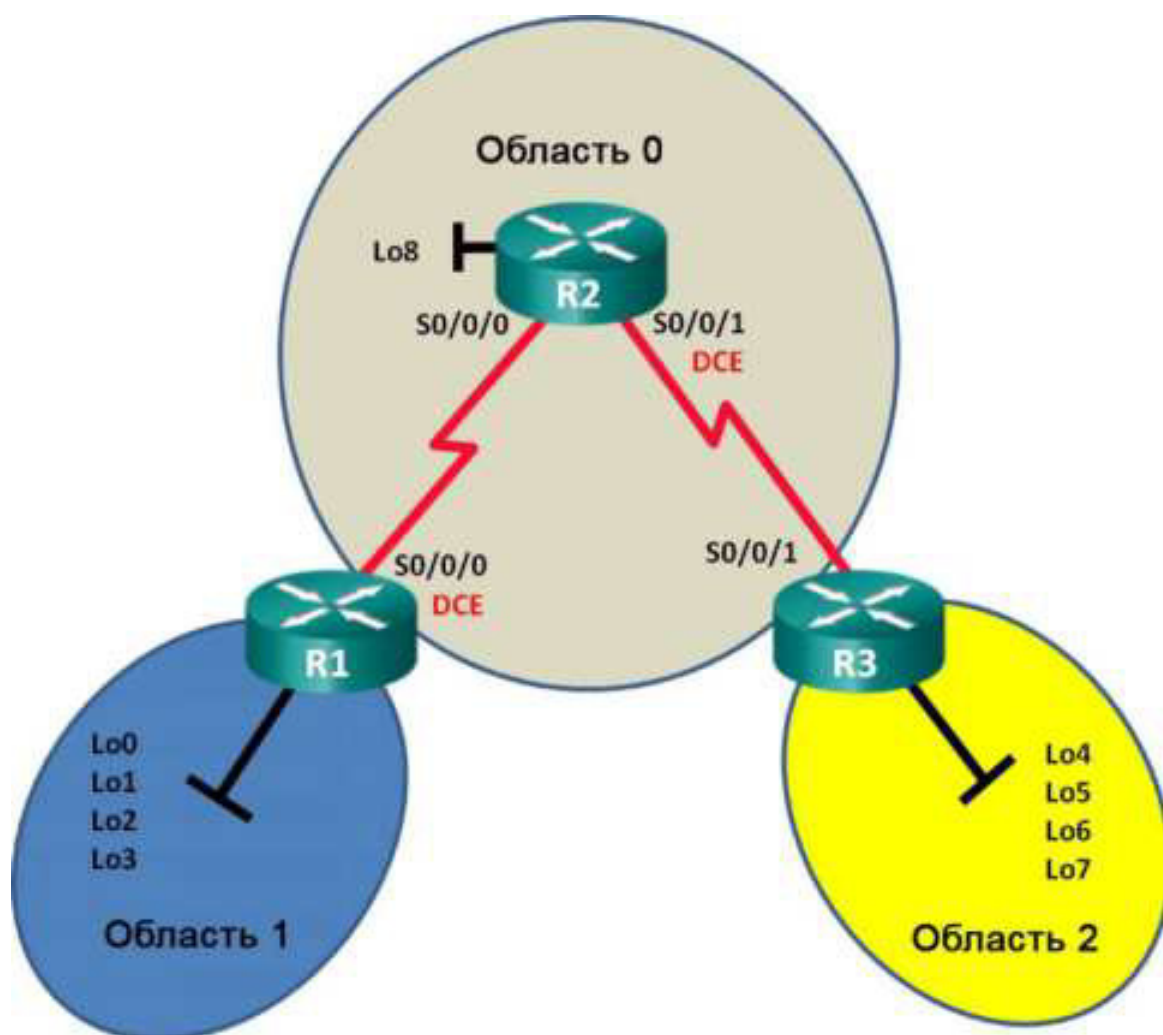 Область 0
Lo8
R2
S0/0/0
S0/0/1
DCE
S0/0/0
DCE
S0/0/1
R1
R3
Lo0
Lo1
Lo2
Lo3
Область 1
Lo4
Lo5
Lo6
Lo7
Область 2